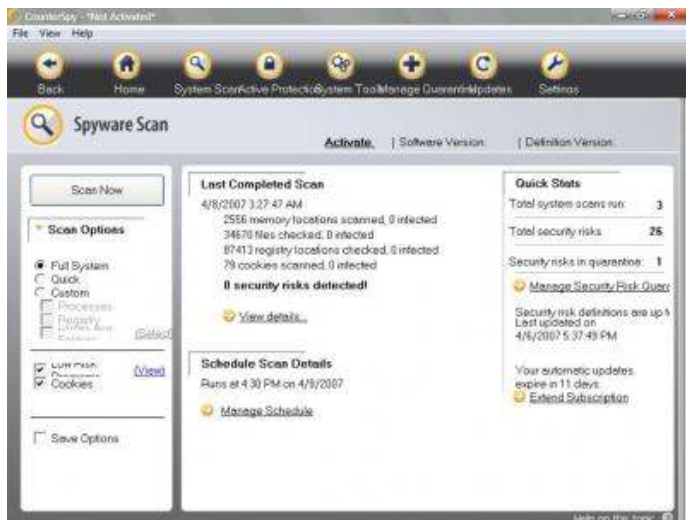 CounterSpy - *Not Activated*
File View Help
Back Home System Scan Active Protection System Tools Manage Quarantine Updates Settings
Spyware Scan
Activate. | Software Version: | Definition Version:
Scan Now
Scan Options
Full System
Quick
Custom
Processes
Registry
(Select
(View)
Cookies
Save Options
Last Completed Scan
4/8/2007 3:27:47 AM
2556 memory locations scanned, 0 infected
34670 files checked, 0 infected
87413 registry locations checked, 0 infected
79 cookies scanned, 0 infected
0 security risks detected!
View details...
Schedule Scan Details
Runs at 4:30 PM on 4/9/2007
Manage Schedule
Quick Stats
Total system scans run: 3
Total security risks 26
Security risks in quarantine: 1
Manage Security Risk Quar
Security risk definitions are up t
Last updated on
4/6/2007 5:37:49 PM
Your automatic updates
expire in 11 days.
Extend Subscription
Help on this topic